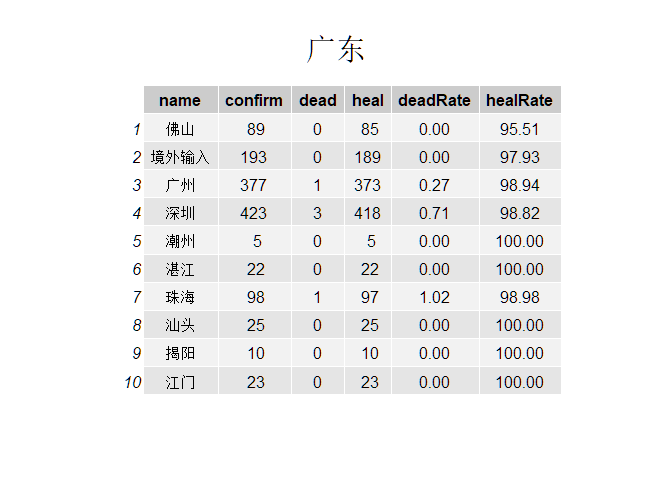 广东
name confirm dead heal deadRate healRate
1 佛山 89 0 85 0.00 95.51
2 境外输入 193 0 189 0.00 97.93
3 广州 377 1 373 0.27 98.94
4 深圳 423 3 418 0.71 98.82
5 潮州 5 0 5 0.00 100.00
6 湛江 22 0 22 0.00 100.00
7 珠海 98 1 97 1.02 98.98
8 汕头 25 0 25 0.00 100.00
9 揭阳 10 0 10 0.00 100.00
10 江门 23 0 23 0.00 100.00